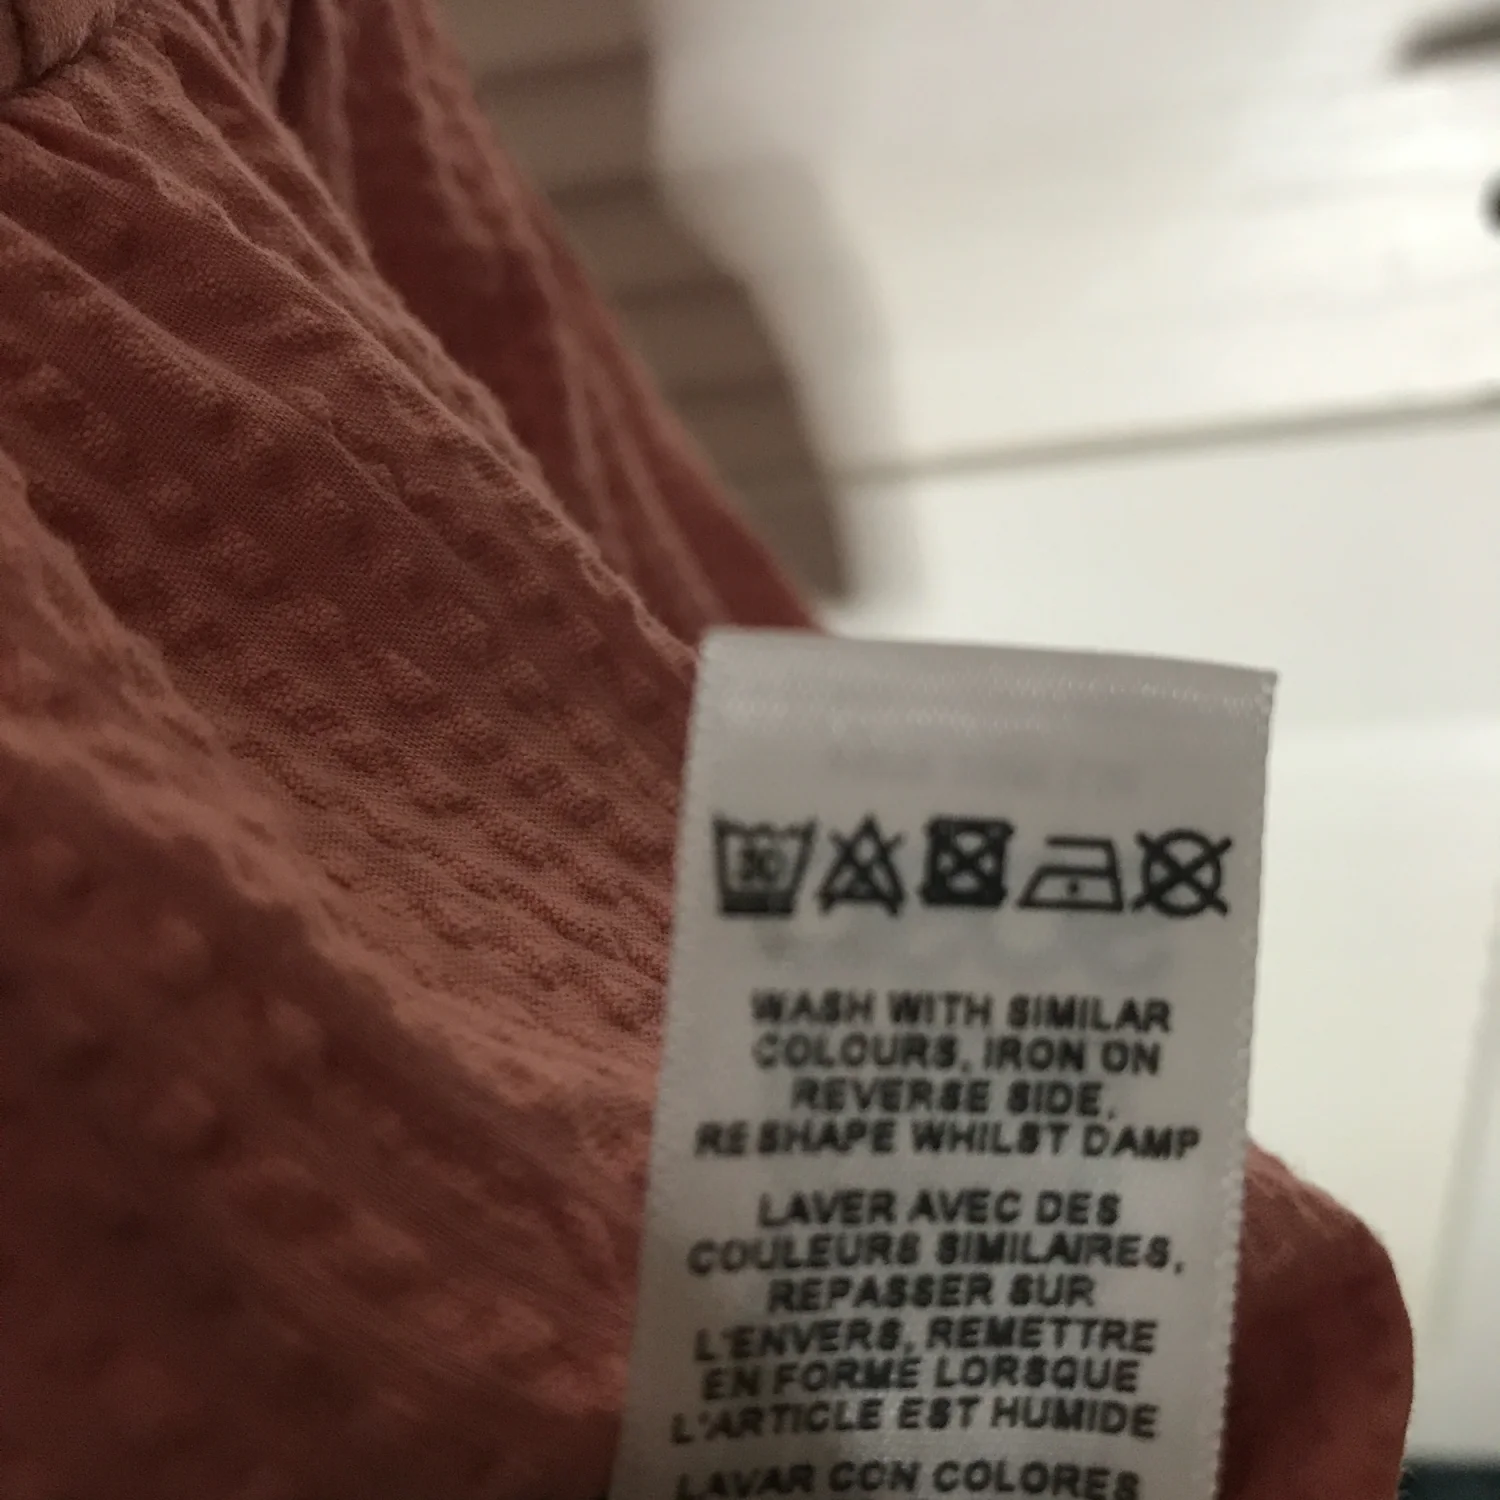 30
WASH WITH SIMILAR
COLOURS, IRON ON
REVERSE SIDE,
RESHAPE WHILST DAMP
LAVER AVEC DES
COULEURS SIMILAIRES,
REPASSER SUR
L'ENVERS, REMETTRE
EN FORME LORSQUE
L'ARTICLE EST HUMIDE
LAVAR CON COLORES